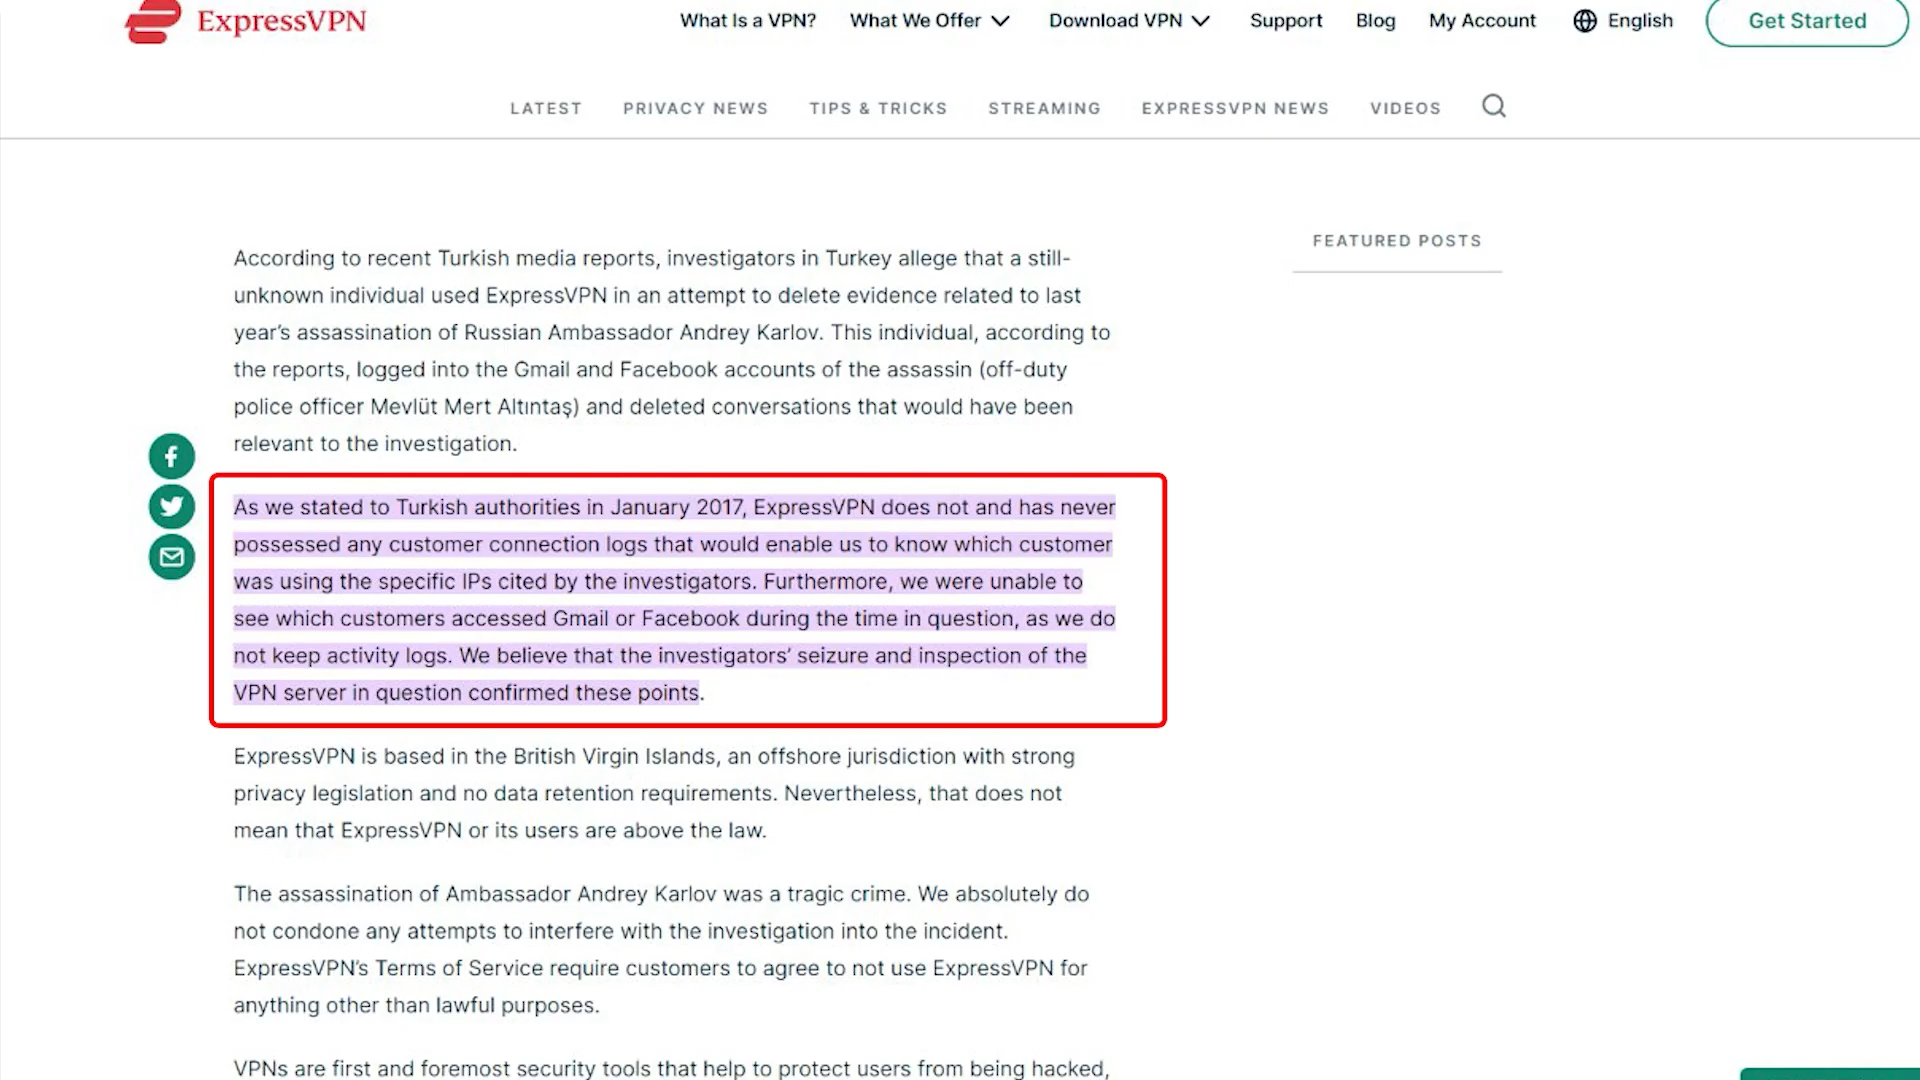 ExpressVPN
What Is a VPN? What We Offer Download VPN Support Blog My Account English Get Started
LATEST PRIVACY NEWS TIPS & TRICKS STREAMING EXPRESSVPN NEWS VIDEOS
FEATURED POSTS
According to recent Turkish media reports, investigators in Turkey allege that a still-
unknown individual used ExpressVPN in an attempt to delete evidence related to last
year’s assassination of Russian Ambassador Andrey Karlov. This individual, according to
the reports, logged into the Gmail and Facebook accounts of the assassin (off-duty
police officer Mevlüt Mert Altıntaş) and deleted conversations that would have been
relevant to the investigation.
As we stated to Turkish authorities in January 2017, ExpressVPN does not and has never
possessed any customer connection logs that would enable us to know which customer
was using the specific IPs cited by the investigators. Furthermore, we were unable to
see which customers accessed Gmail or Facebook during the time in question, as we do
not keep activity logs. We believe that the investigators’ seizure and inspection of the
VPN server in question confirmed these points.
ExpressVPN is based in the British Virgin Islands, an offshore jurisdiction with strong
privacy legislation and no data retention requirements. Nevertheless, that does not
mean that ExpressVPN or its users are above the law.
The assassination of Ambassador Andrey Karlov was a tragic crime. We absolutely do
not condone any attempts to interfere with the investigation into the incident.
ExpressVPN’s Terms of Service require customers to agree to not use ExpressVPN for
anything other than lawful purposes.
VPNs are first and foremost security tools that help to protect users from being hacked,